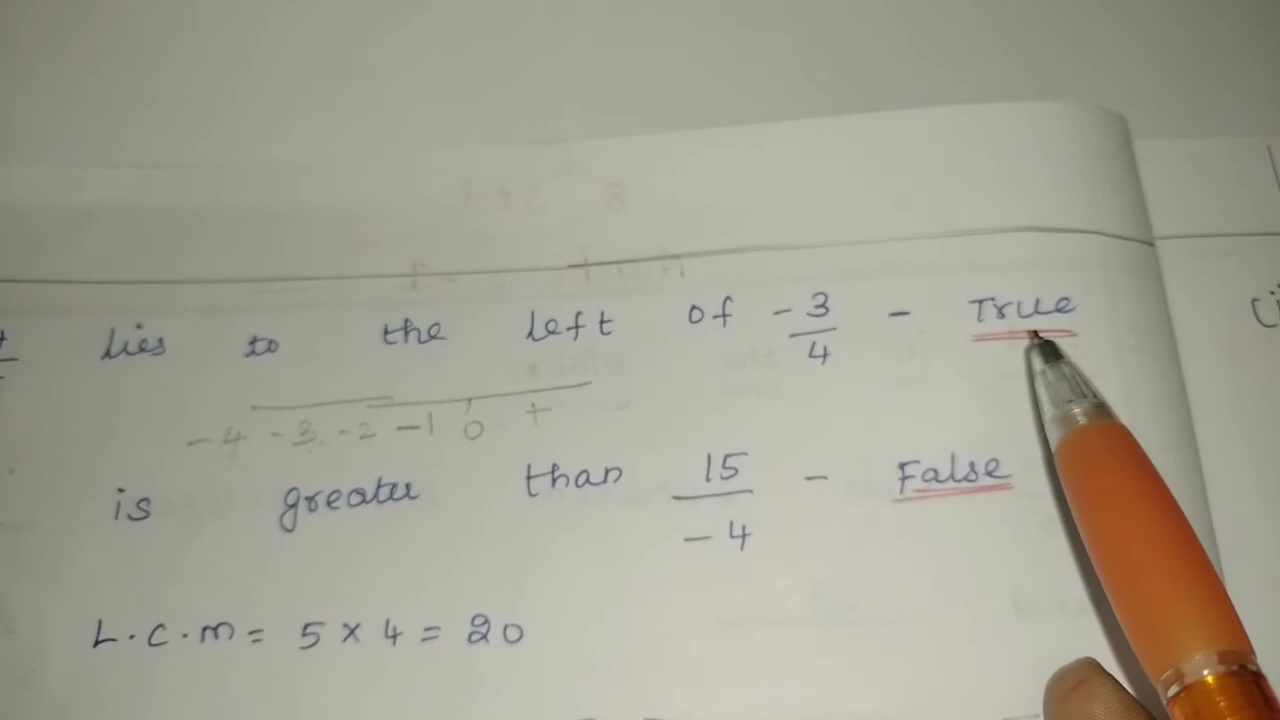 lies to the left of -3/4 - True
-4 -3 -2 -1 0 +
is greater than 15/-4 - False
L.C.M = 5 × 4 = 20